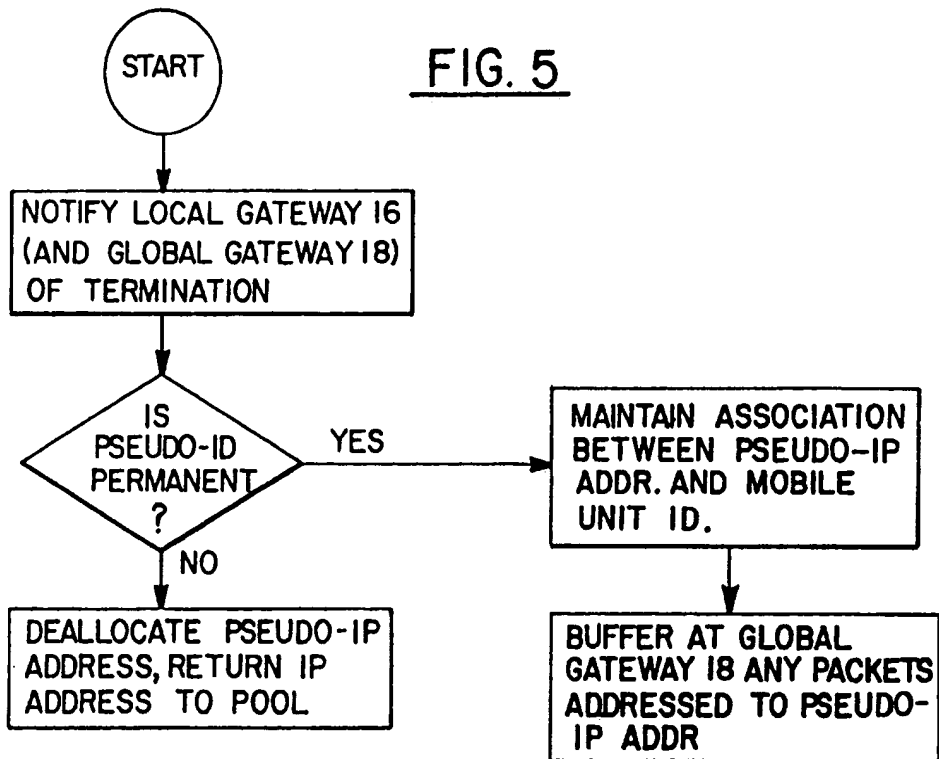 START
FIG. 5
NOTIFY LOCAL GATEWAY 16
(AND GLOBAL GATEWAY 18)
OF TERMINATION
IS
PSEUDO-ID
PERMANENT
?
YES
NO
MAINTAIN ASSOCIATION
BETWEEN PSEUDO-IP
ADDR. AND MOBILE
UNIT ID.
DEALLOCATE PSEUDO-IP
ADDRESS, RETURN IP
ADDRESS TO POOL
BUFFER AT GLOBAL
GATEWAY 18 ANY PACKETS
ADDRESSED TO PSEUDO-
IP ADDR